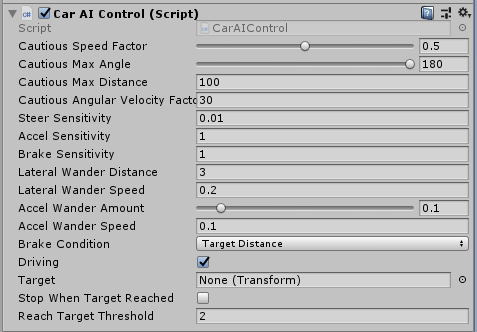 Car AI Control (Script)
Script CarAIControl
Cautious Speed Factor 0.5
Cautious Max Angle 180
Cautious Max Distance 100
Cautious Angular Velocity Facto 30
Steer Sensitivity 0.01
Accel Sensitivity 1
Brake Sensitivity 1
Lateral Wander Distance 3
Lateral Wander Speed 0.2
Accel Wander Amount 0.1
Accel Wander Speed 0.1
Brake Condition Target Distance
Driving
Target None (Transform)
Stop When Target Reached
Reach Target Threshold 2